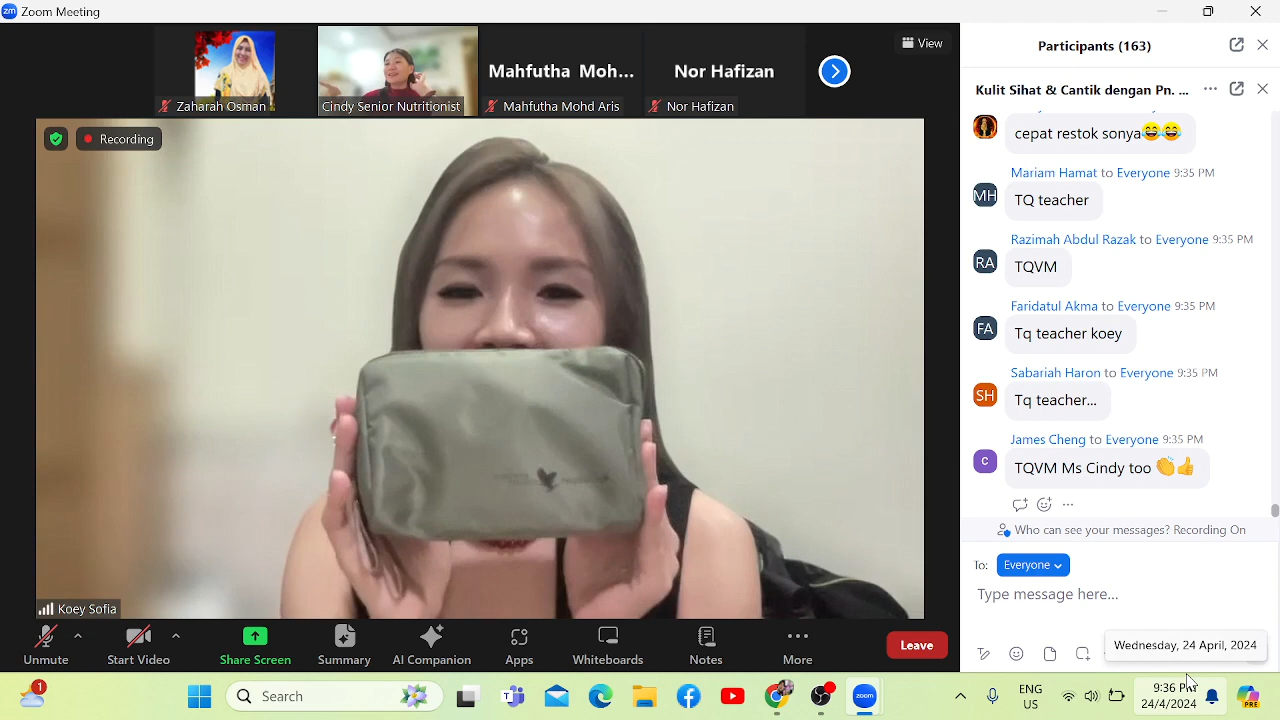 Zoom Meeting
View
Zaharah Osman
Cindy Senior Nutritionist
Mahfutha Moh...
Mahfutha Mohd Aris
Nor Hafizan
Nor Hafizan
Recording
Koey Sofia
Participants (163)
Kulit Sihat & Cantik dengan Pn. ...
cepat restok sonya😂😂
Mariam Hamat to Everyone 9:35 PM
MH
TQ teacher
Razimah Abdul Razak to Everyone 9:35 PM
RA
TQVM
Faridatul Akma to Everyone 9:35 PM
FA
Tq teacher koey
Sabariah Haron to Everyone 9:35 PM
SH
Tq teacher...
James Cheng to Everyone 9:35 PM
C
TQVM Ms Cindy too 👏👍
Who can see your messages? Recording On
To: Everyone
Type message here...
Wednesday, 24 April, 2024
Unmute
Start Video
Share Screen
Summary
AI Companion
Apps
Whiteboards
Notes
More
Leave
1
Search
zoom
ENG
US
9:36 PM
24/4/2024
PRE